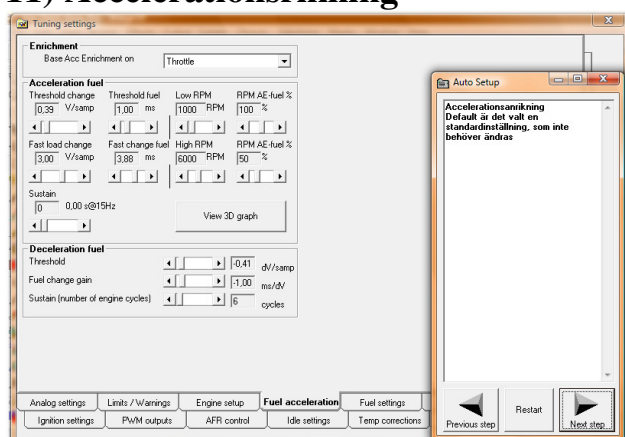 Tuning settings
Enrichment
Base Acc Enrichment on Throttle
Acceleration fuel
Threshold change Threshold fuel Low RPM RPM AE-fuel %
0,39 V/samp 1,00 ms 1000 RPM 100 %
Fast load change Fast change fuel High RPM RPM AE-fuel %
3,00 V/samp 3,88 ms 6000 RPM 50 %
Sustain
0 0,00 s@15Hz
View 3D graph
Deceleration fuel
Threshold -0,41 dV/samp
Fuel change gain -1,00 ms/dV
Sustain (number of engine cycles) 6 cycles
Analog settings Limits / Warnings Engine setup Fuel acceleration Fuel settings
Ignition settings PWM outputs AFR control Idle settings Temp corrections
Auto Setup
Accelerationsanrikning
Default är det valt en
standardinställning, som inte
behöver ändras
Previous step Restart Next step